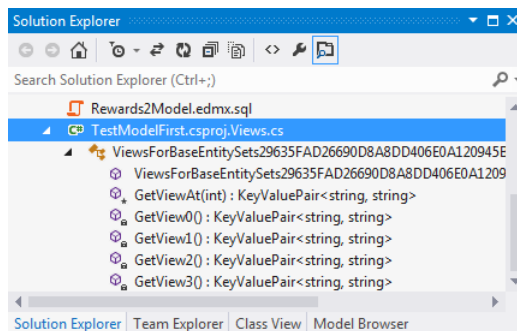 Solution Explorer
Search Solution Explorer (Ctrl+;)
Rewards2Model.edmx.sql
C# TestModelFirst.csproj.Views.cs
ViewsForBaseEntitySets29635FAD26690D8A8DD406E0A120945E
ViewsForBaseEntitySets29635FAD26690D8A8DD406E0A1209
GetViewAt(int) : KeyValuePair<string, string>
GetView0() : KeyValuePair<string, string>
GetView1() : KeyValuePair<string, string>
GetView2() : KeyValuePair<string, string>
GetView3() : KeyValuePair<string, string>
Solution Explorer Team Explorer Class View Model Browser